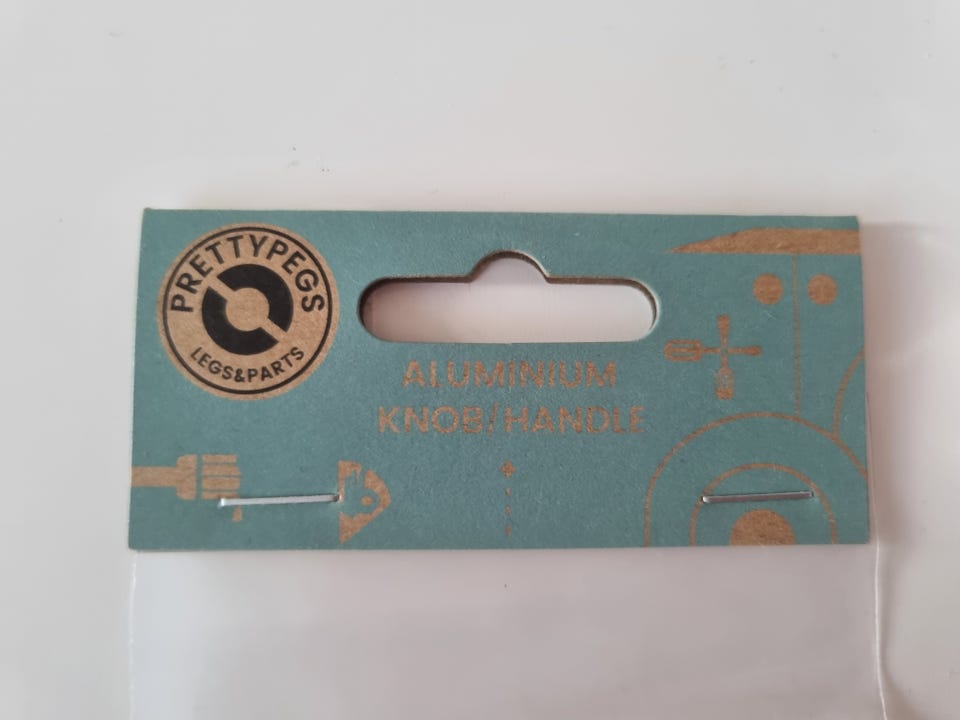 PRETTYPEGS
LEGS&PARTS
ALUMINIUM
KNOB/HANDLE